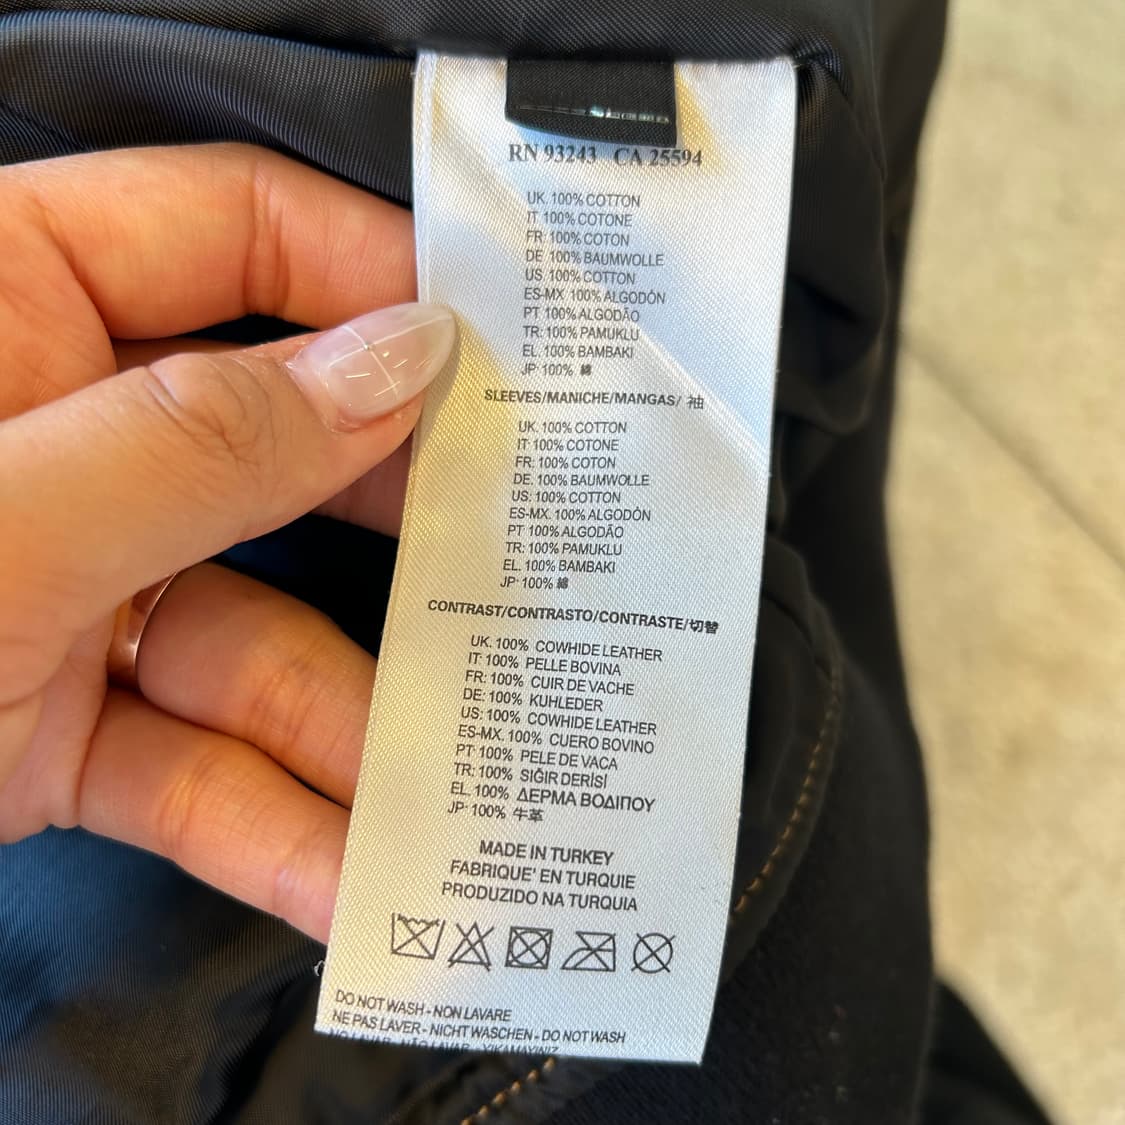 RN 93243 CA 25594
UK. 100% COTTON
IT 100% COTONE
FR: 100% COTON
DE 100% BAUMWOLLE
US. 100% COTTON
ES-MX 100% ALGODÓN
PT 100% ALGODÃO
TR: 100% PAMUKLU
EL. 100% BAMBAKI
JP: 100% 綿
SLEEVES/MANICHE/MANGAS/ 袖
UK. 100% COTTON
IT: 100% COTONE
FR: 100% COTON
DE. 100% BAUMWOLLE
US: 100% COTTON
ES-MX. 100% ALGODÓN
PT 100% ALGODÃO
TR: 100% PAMUKLU
EL. 100% BAMBAKI
JP: 100% 綿
CONTRAST/CONTRASTO/CONTRASTE/切替
UK. 100% COWHIDE LEATHER
IT: 100% PELLE BOVINA
FR: 100% CUIR DE VACHE
DE: 100% KUHLEDER
US: 100% COWHIDE LEATHER
ES-MX. 100% CUERO BOVINO
PT 100% PELE DE VACA
TR: 100% SIĞIR DERİSİ
EL. 100% ΔΕΡΜΑ ΒΟΔΙΠΟΥ
JP: 100% 牛革
MADE IN TURKEY
FABRIQUE' EN TURQUIE
PRODUZIDO NA TURQUIA
DO NOT WASH - NON LAVARE
NE PAS LAVER - NICHT WASCHEN - DO NOT WASH
NO LAVAR - NÃO LAVAR - YIKAMAYINIZ